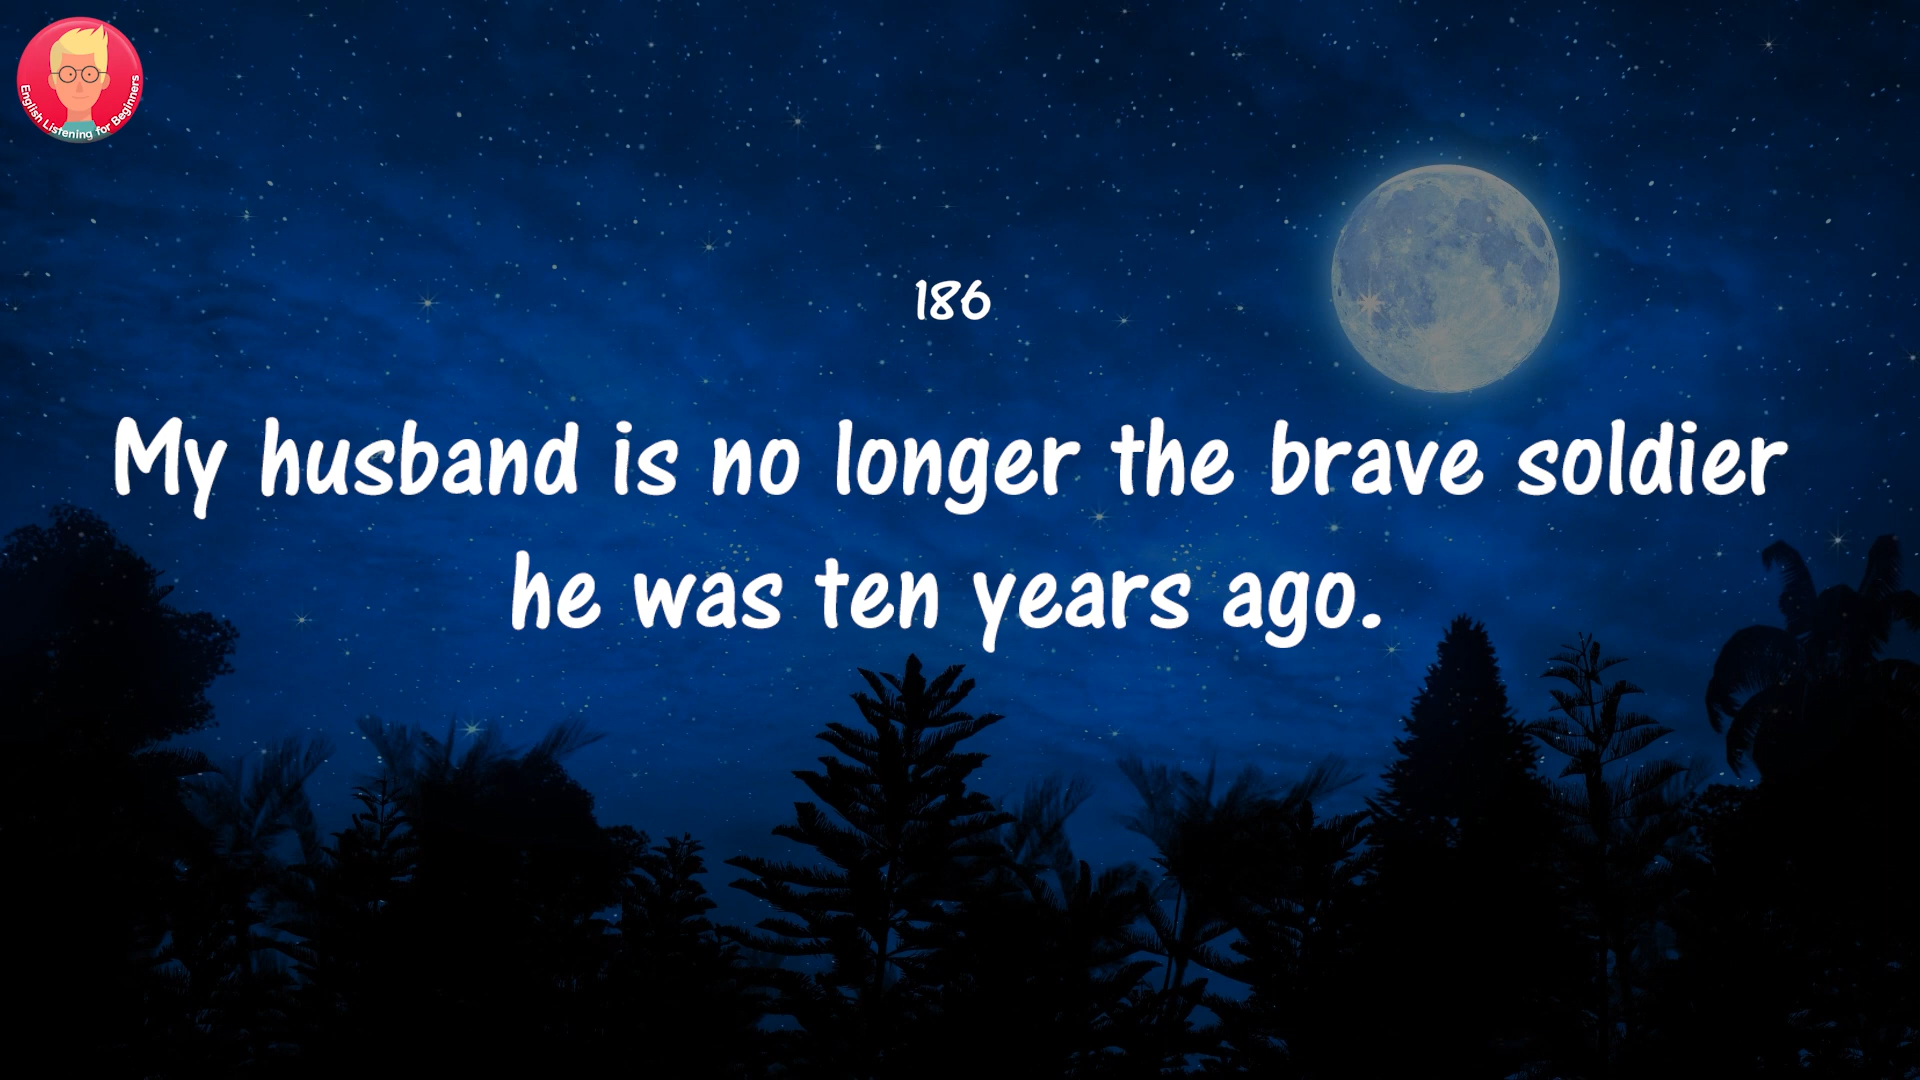 English Listening for Beginners
186
My husband is no longer the brave soldier
he was ten years ago.